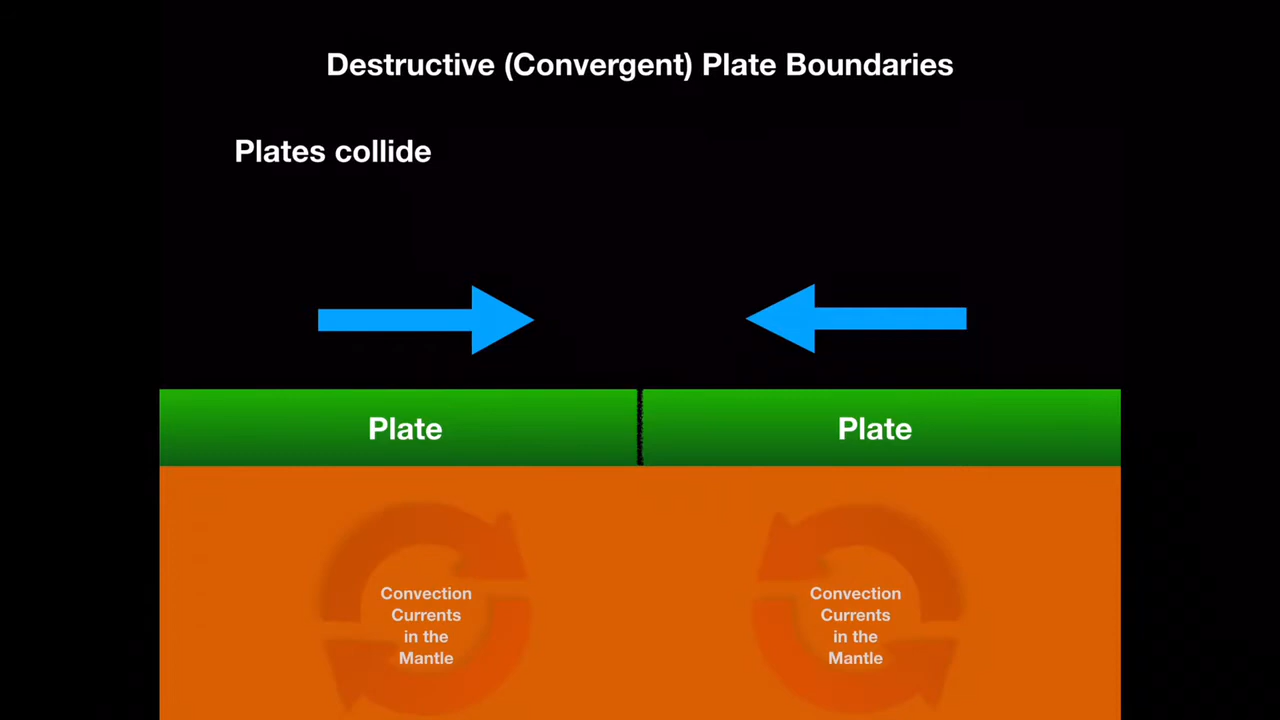 Destructive (Convergent) Plate Boundaries
Plates collide
Plate
Plate
Convection
Currents
in the
Mantle
Convection
Currents
in the
Mantle